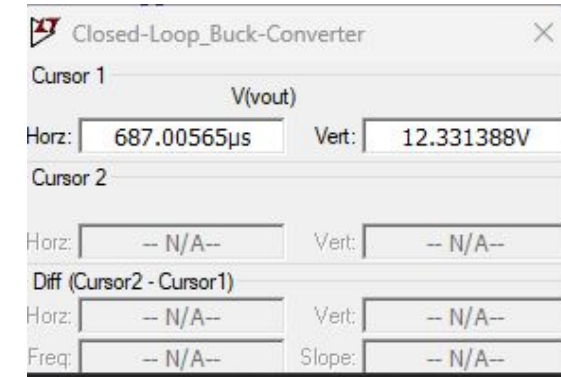 Closed-Loop_Buck-Converter
Cursor 1
V(vout)
Horz: 687.00565µs Vert: 12.331388V
Cursor 2
Horz: -- N/A-- Vert: -- N/A--
Diff (Cursor2 - Cursor1)
Horz: -- N/A-- Vert: -- N/A--
Freq: -- N/A-- Slope: -- N/A--